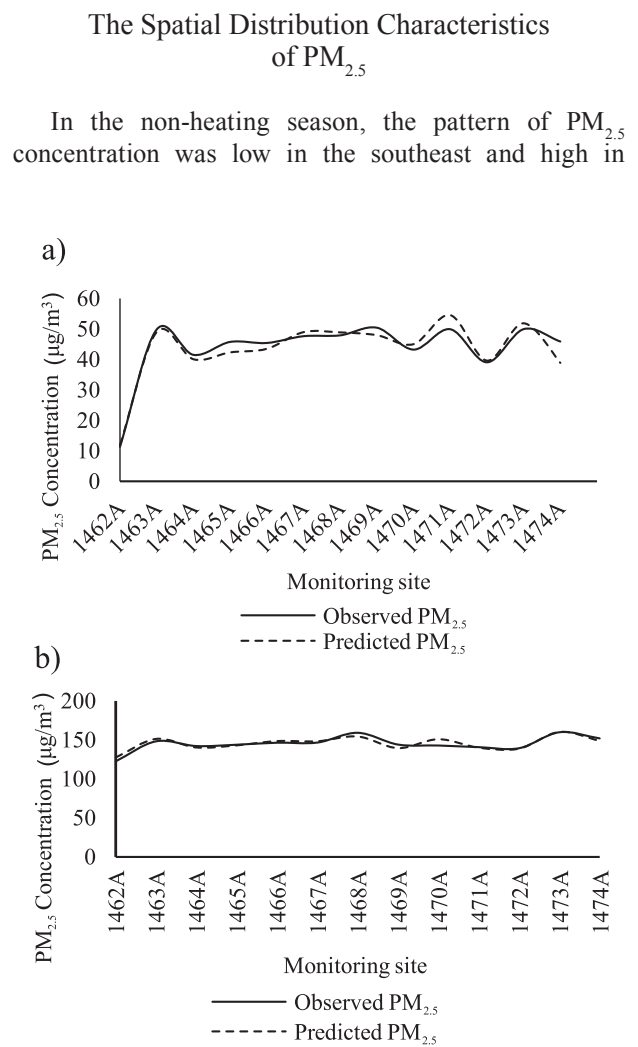 The Spatial Distribution Characteristics
of PM2.5
In the non-heating season, the pattern of PM2.5
concentration was low in the southeast and high in
a)
PM2.5 Concentration (μg/m³)
60
50
40
30
20
10
0
1462A
1463A
1464A
1465A
1466A
1467A
1468A
1469A
1470A
1471A
1472A
1473A
1474A
Monitoring site
Observed PM2.5
Predicted PM2.5
b)
PM2.5 Concentration (μg/m³)
200
150
100
50
0
1462A
1463A
1464A
1465A
1466A
1467A
1468A
1469A
1470A
1471A
1472A
1473A
1474A
Monitoring site
Observed PM2.5
Predicted PM2.5